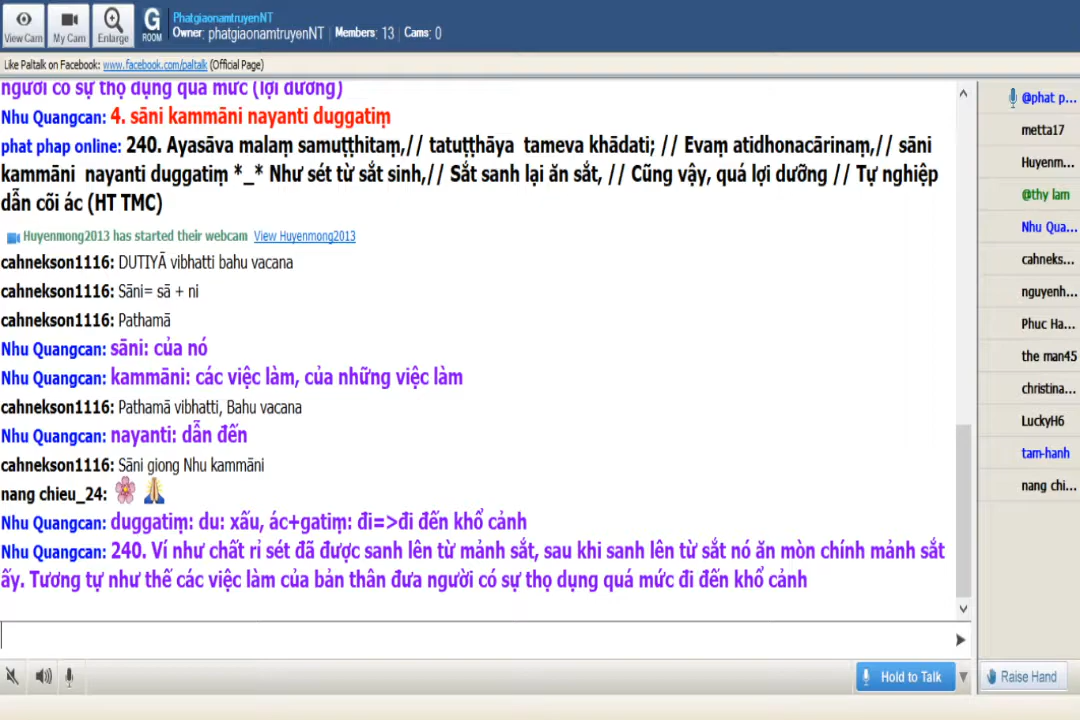 PhatgiaonamtruyenNT
Owner: phatgiaonamtruyenNT | Members: 13 | Cams: 0
View Cam My Cam Enlarge G ROOM
Like Paltalk on Facebook: www.facebook.com/paltalk (Official Page)
người có sự thọ dụng quá mức (lợi dưỡng)
Nhu Quangcan: 4. sāni kammāni nayanti duggatiṃ
phat phap online: 240. Ayasāva malaṃ samuṭṭhitaṃ,// tatuṭṭhāya tameva khādati; // Evaṃ atidhonacārinaṃ,// sāni
kammāni nayanti duggatiṃ *_* Như sét từ sắt sinh,// Sắt sanh lại ăn sắt, // Cũng vậy, quá lợi dưỡng // Tự nghiệp
dẫn cõi ác (HT TMC)
Huyenmong2013 has started their webcam View Huyenmong2013
cahnekson1116: DUTIYĀ vibhatti bahu vacana
cahnekson1116: Sāni= sā + ni
cahnekson1116: Pathamā
Nhu Quangcan: sāni: của nó
Nhu Quangcan: kammāni: các việc làm, của những việc làm
cahnekson1116: Pathamā vibhatti, Bahu vacana
Nhu Quangcan: nayanti: dẫn đến
cahnekson1116: Sāni giong Nhu kammāni
nang chieu_24:
Nhu Quangcan: duggatiṃ: du: xấu, ác+gatiṃ: đi=>đi đến khổ cảnh
Nhu Quangcan: 240. Ví như chất rỉ sét đã được sanh lên từ mảnh sắt, sau khi sanh lên từ sắt nó ăn mòn chính mảnh sắt
ấy. Tương tự như thế các việc làm của bản thân đưa người có sự thọ dụng quá mức đi đến khổ cảnh
@phat p...
metta17
Huyenm...
@thy lam
Nhu Qua...
cahneks...
nguyenh...
Phuc Ha...
the man45
christina...
LuckyH6
tam-hanh
nang chi...
Hold to Talk
Raise Hand